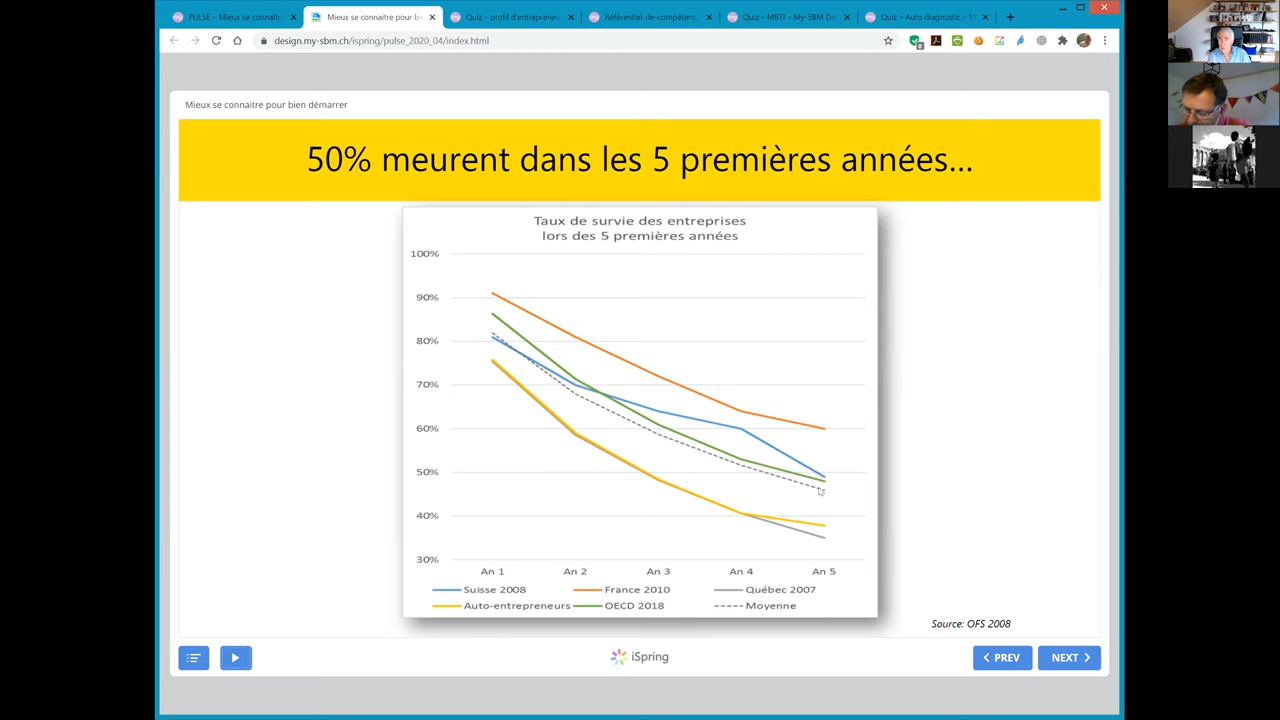 PULSE – Mieux se connaîtr
Mieux se connaitre pour b
Quiz – profil d'entrepreneu
Référentiel-de-compétenc
Quiz – MBTI – My-SBM De
Quiz – Auto diagnostic – M
design.my-sbm.ch/ispring/pulse_2020_04/index.html
Mieux se connaitre pour bien démarrer
50% meurent dans les 5 premières années...
Taux de survie des entreprises
lors des 5 premières années
100%
90%
80%
70%
60%
50%
40%
30%
An 1 An 2 An 3 An 4 An 5
Suisse 2008 France 2010 Québec 2007
Auto-entrepreneurs OECD 2018 Moyenne
Source: OFS 2008
iSpring
PREV
NEXT